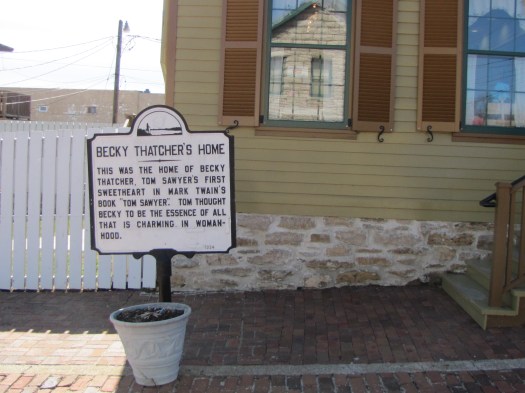 BECKY THATCHER'S HOME
THIS WAS THE HOME OF BECKY
THATCHER, TOM SAWYER'S FIRST
SWEETHEART IN MARK TWAIN'S
BOOK "TOM SAWYER". TOM THOUGHT
BECKY TO BE THE ESSENCE OF ALL
THAT IS CHARMING IN WOMAN-
HOOD.